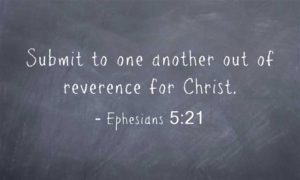 Submit to one another out of
reverence for Christ.
- Ephesians 5:21